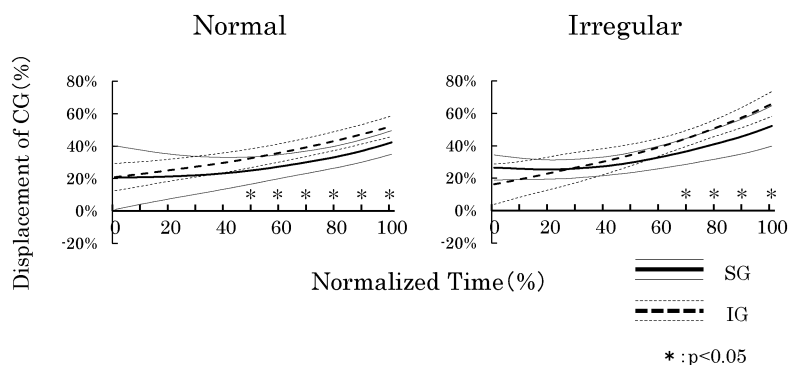 Normal
Irregular
Displacement of CG(%)
80%
60%
40%
20%
0%
-20%
0 20 40 60 80 100
* * * * * *
80%
60%
40%
20%
0%
-20%
0 20 40 60 80 100
* * * *
Normalized Time(%)
SG
IG
* :p<0.05